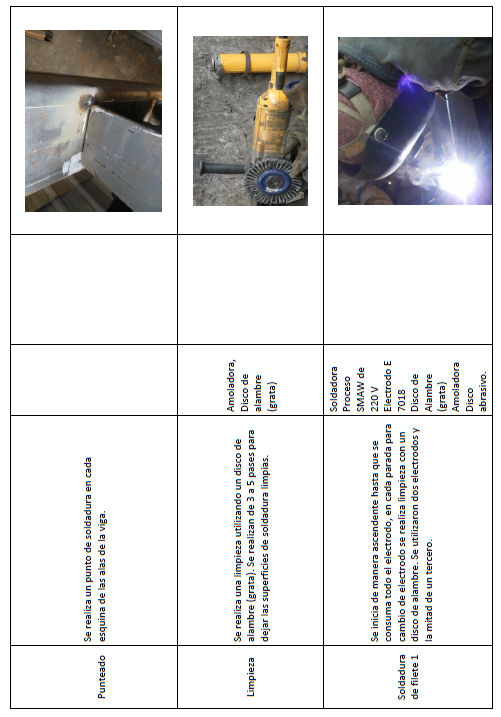 Punteado
Se realiza un punto de soldadura en cada
esquina de las alas de la viga.
Limpieza
Se realiza una limpieza utilizando un disco de
alambre (grata). Se realizan de 3 a 5 pases para
dejar las superficies de soldadura limpias.
Amoladora,
Disco de
alambre
(grata)
Soldadura
de filete 1
Se inicia de manera ascendente hasta que se
consuma todo el electrodo, en cada parada para
cambio de electrodo se realiza limpieza con un
disco de alambre. Se utilizaron dos electrodos y
la mitad de un tercero.
Soldadora
Proceso
SMAW de
220 V
Electrodo E
7018
Disco de
Alambre
(grata)
Amoladora
Disco
abrasivo.